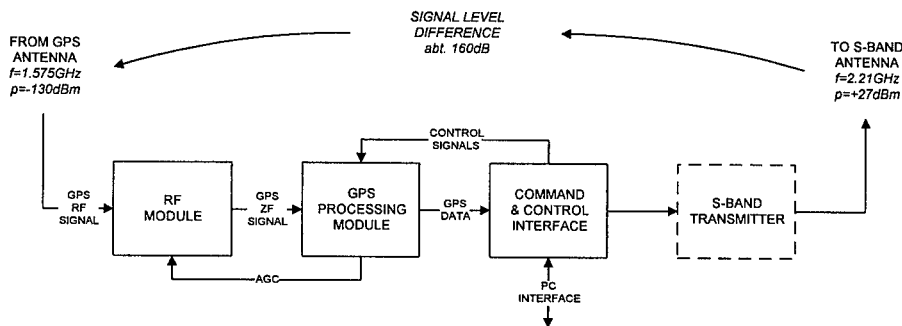 SIGNAL LEVEL
DIFFERENCE
abt. 160dB
FROM GPS
ANTENNA
f=1.575GHz
p=-130dBm
TO S-BAND
ANTENNA
f=2.21GHz
p=+27dBm
CONTROL
SIGNALS
GPS
RF
SIGNAL
RF
MODULE
GPS
ZF
SIGNAL
GPS
PROCESSING
MODULE
GPS
DATA
COMMAND
& CONTROL
INTERFACE
S-BAND
TRANSMITTER
AGC
PC
INTERFACE